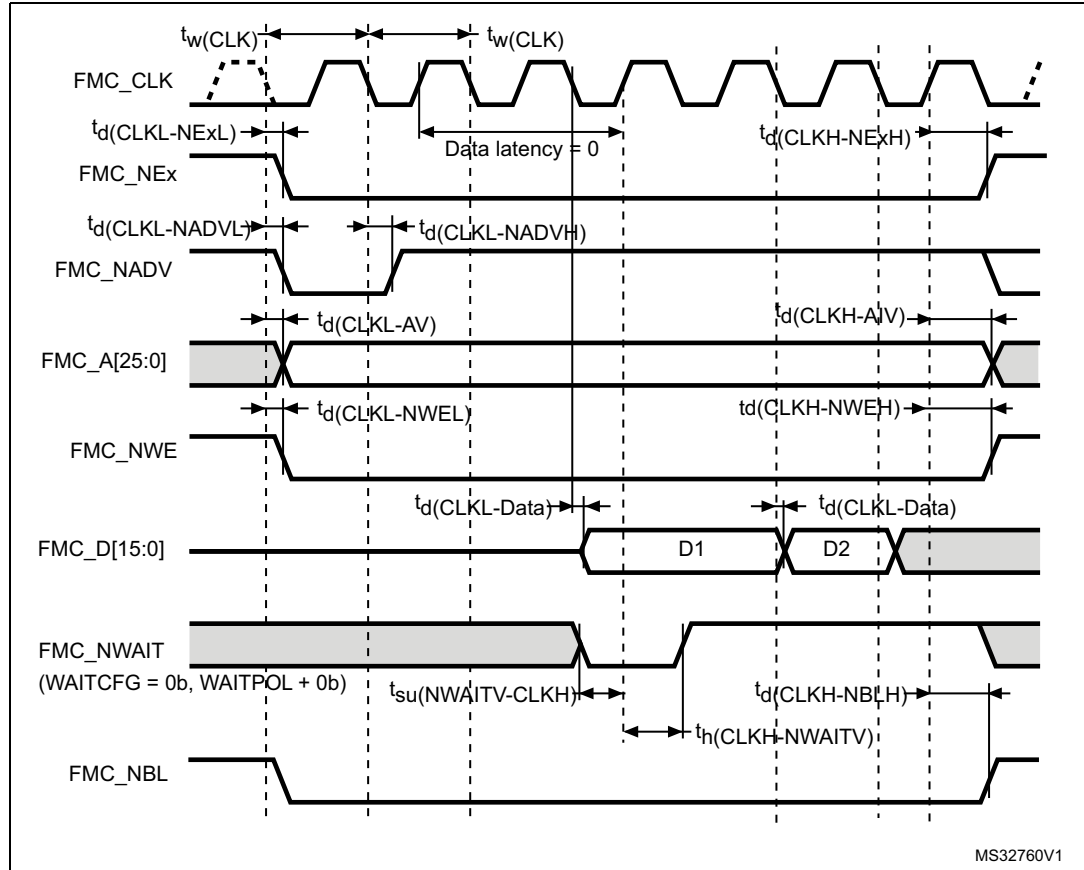 tw(CLK) tw(CLK)
FMC_CLK
td(CLKL-NExL) Data latency = 0 td(CLKH-NExH)
FMC_NEx
td(CLKL-NADVL) td(CLKL-NADVH)
FMC_NADV
td(CLKL-AV) td(CLKH-AIV)
FMC_A[25:0]
td(CLKL-NWEL) td(CLKH-NWEH)
FMC_NWE
td(CLKL-Data) td(CLKL-Data)
FMC_D[15:0] D1 D2
FMC_NWAIT
(WAITCFG = 0b, WAITPOL + 0b)
tsu(NWAITV-CLKH) td(CLKH-NBLH)
th(CLKH-NWAITV)
FMC_NBL
MS32760V1